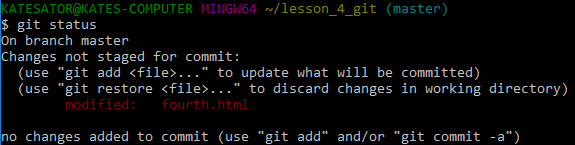 KATESATOR@KATES-COMPUTER MINGW64 ~/lesson_4_git (master)
$ git status
On branch master
Changes not staged for commit:
  (use "git add <file>..." to update what will be committed)
  (use "git restore <file>..." to discard changes in working directory)
        modified:   fourth.html

no changes added to commit (use "git add" and/or "git commit -a")